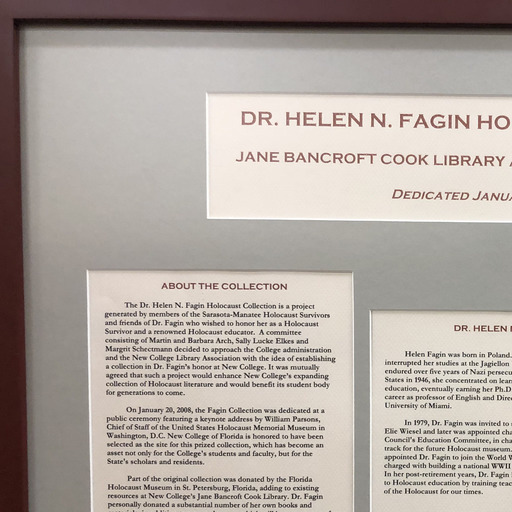 DR. HELEN N. FAGIN HO
JANE BANCROFT COOK LIBRARY
DEDICATED JANUA
ABOUT THE COLLECTION
The Dr. Helen N. Fagin Holocaust Collection is a project
generated by members of the Sarasota-Manatee Holocaust Survivors
and friends of Dr. Fagin who wished to honor her as a Holocaust
Survivor and a renowned Holocaust educator. A committee
consisting of Martin and Barbara Arch, Sally Lucke Elkes and
Margrit Schectmann decided to approach the College administration
and the New College Library Association with the idea of establishing
a collection in Dr. Fagin's honor at New College. It was mutually
agreed that such a project would enhance New College's expanding
collection of Holocaust literature and would benefit its student body
for generations to come.
On January 20, 2008, the Fagin Collection was dedicated at a
public ceremony featuring a keynote address by William Parsons,
Chief of Staff of the United States Holocaust Memorial Museum in
Washington, D.C. New College of Florida is honored to have been
selected as the site for this prized collection, which has become an
asset not only for the College's students and faculty, but for the
State's scholars and residents.
Part of the original collection was donated by the Florida
Holocaust Museum in St. Petersburg, Florida, adding to existing
resources at New College's Jane Bancroft Cook Library. Dr. Fagin
personally donated a substantial number of her own books and
DR. HELEN
Helen Fagin was born in Poland.
interrupted her studies at the Jagiellon
endured over five years of Nazi persecu
States in 1946, she concentrated on lear
education, eventually earning her Ph.D
career as professor of English and Direc
University of Miami.
In 1979, Dr. Fagin was invited to
Elie Wiesel and later was appointed cha
Council's Education Committee, in cha
track for the future Holocaust museum.
appointed Dr. Fagin to join the World W
charged with building a national WWII
In her post-retirement years, Dr. Fagin
to Holocaust education by training teac
of the Holocaust for our times.